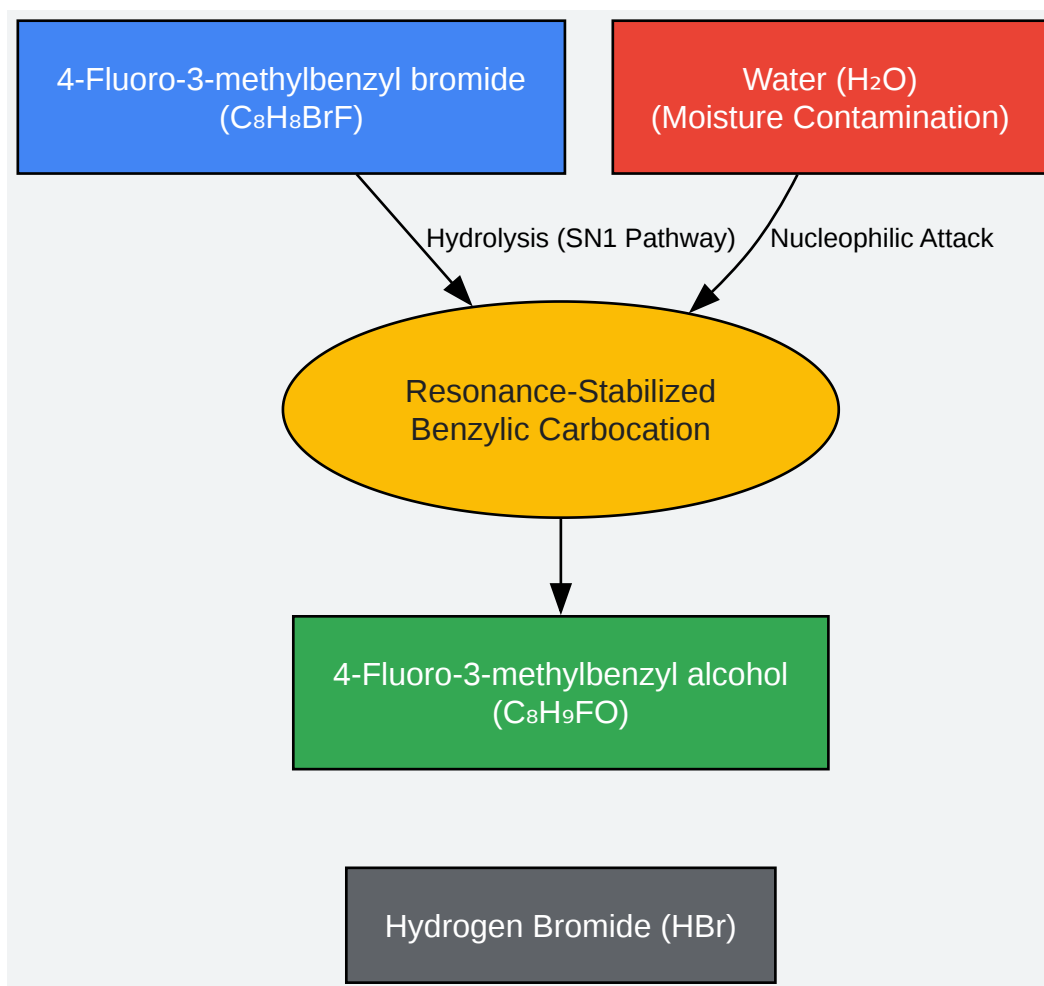 4-Fluoro-3-methylbenzyl bromide
(C₈H₈BrF)
Water (H₂O)
(Moisture Contamination)
Hydrolysis (SN1 Pathway)
Nucleophilic Attack
Resonance-Stabilized
Benzylic Carbocation
4-Fluoro-3-methylbenzyl alcohol
(C₈H₉FO)
Hydrogen Bromide (HBr)